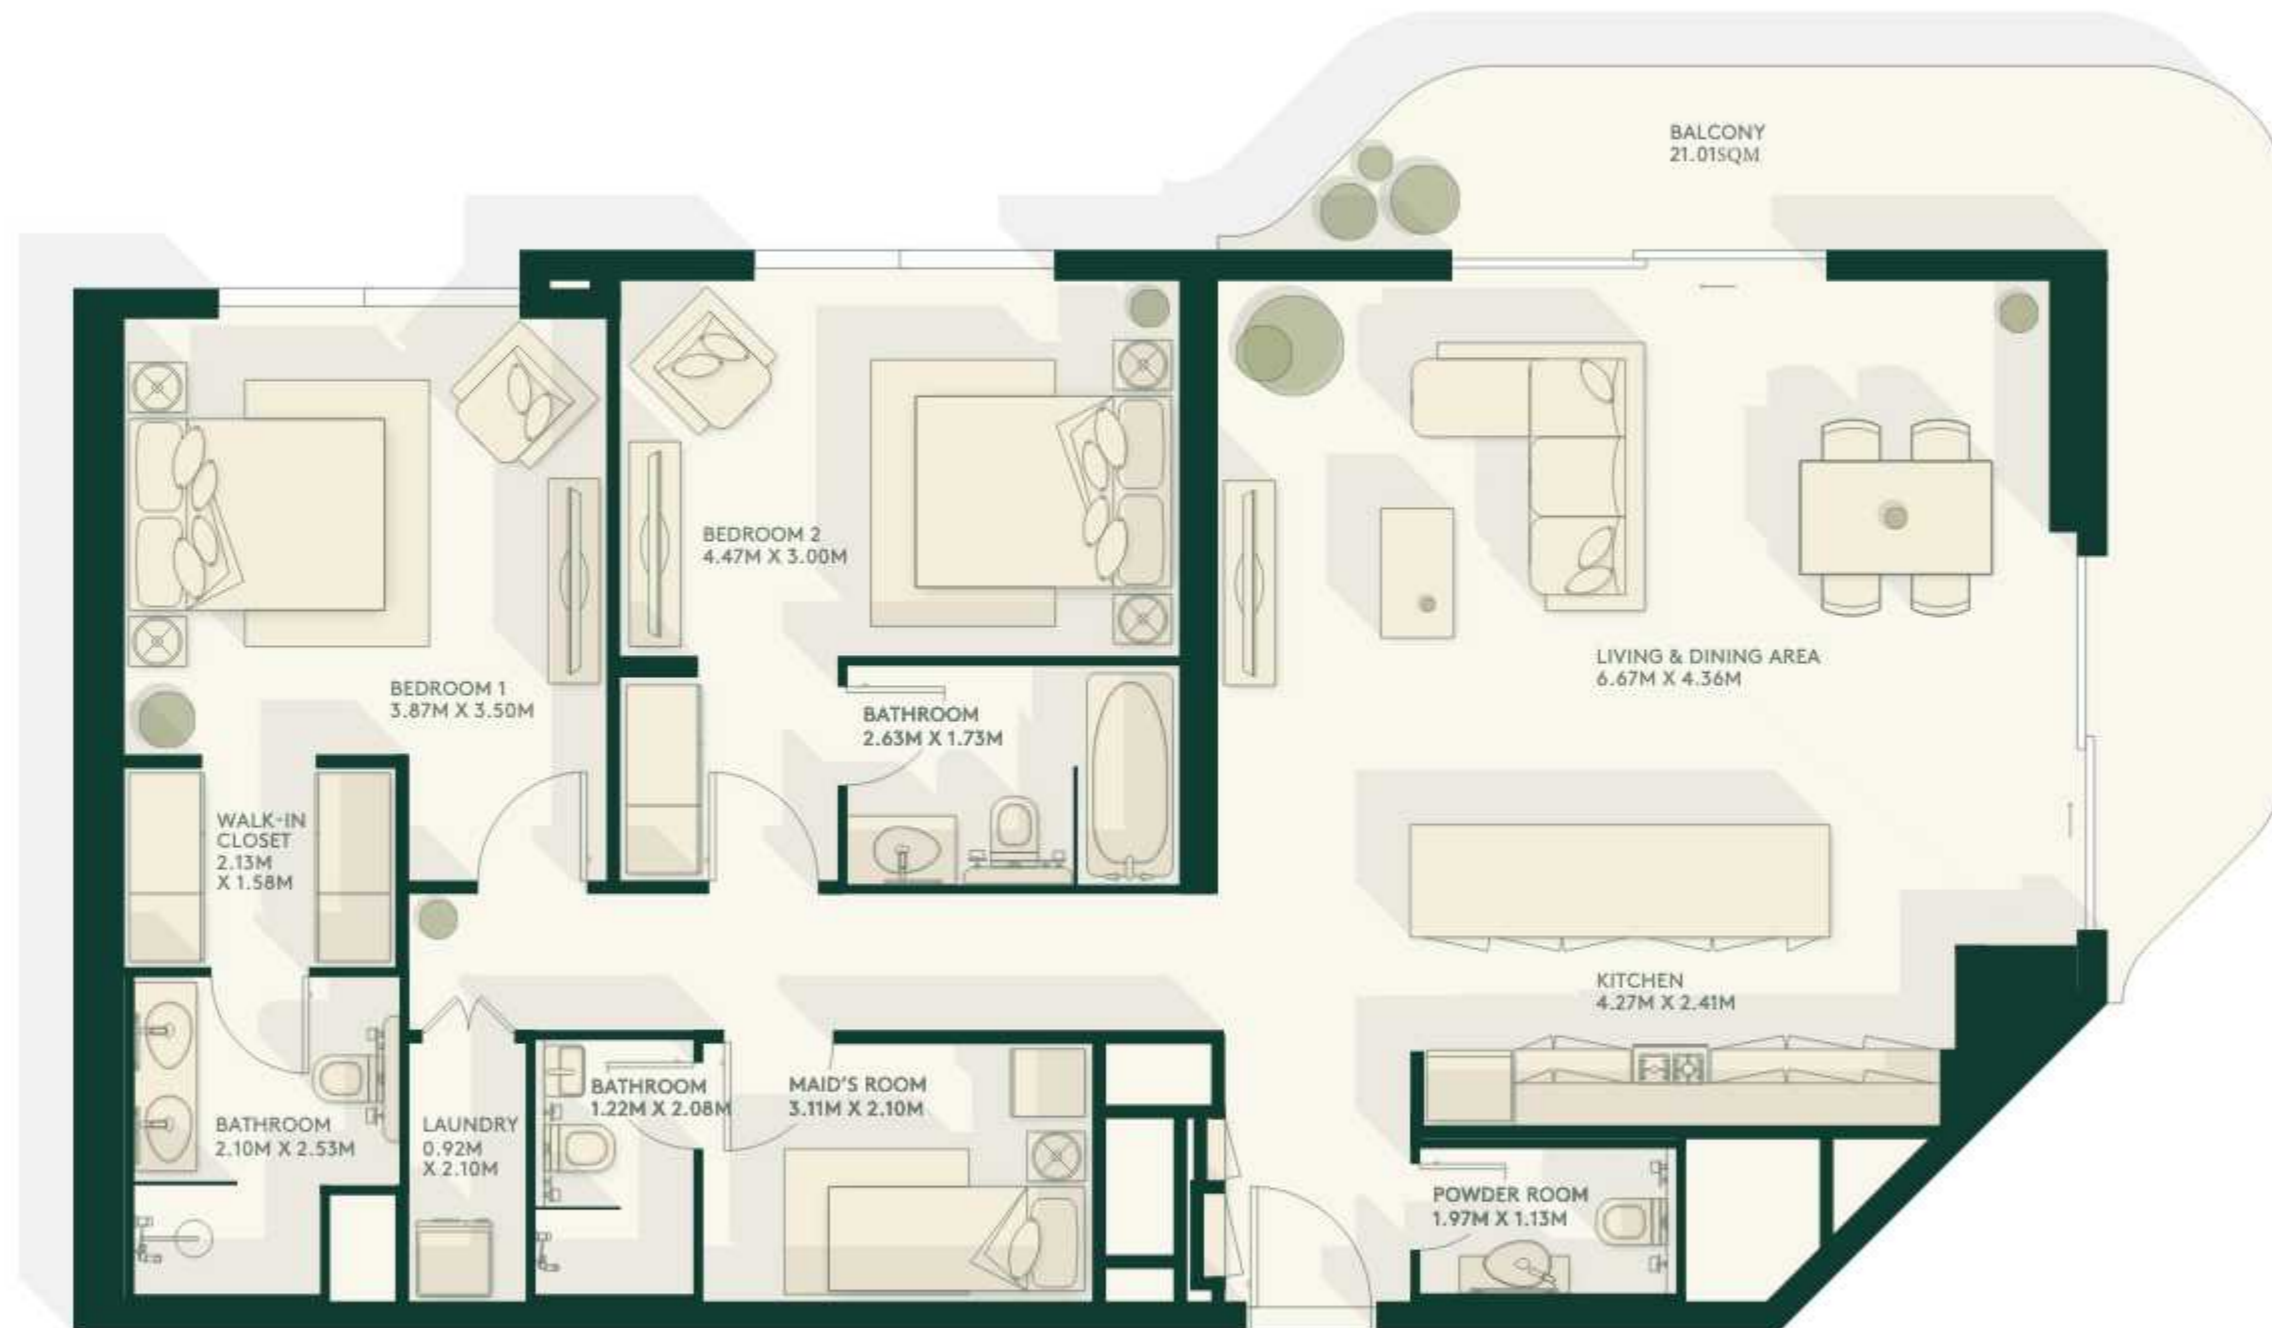 BALCONY
21.01SQM
BEDROOM 2
4.47M X 3.00M
LIVING & DINING AREA
6.67M X 4.36M
BEDROOM 1
3.87M X 3.50M
BATHROOM
2.63M X 1.73M
WALK-IN
CLOSET
2.13M
X 1.58M
KITCHEN
4.27M X 2.41M
BATHROOM
2.10M X 2.53M
LAUNDRY
0.92M
X 2.10M
BATHROOM
1.22M X 2.08M
MAID'S ROOM
3.11M X 2.10M
POWDER ROOM
1.97M X 1.13M